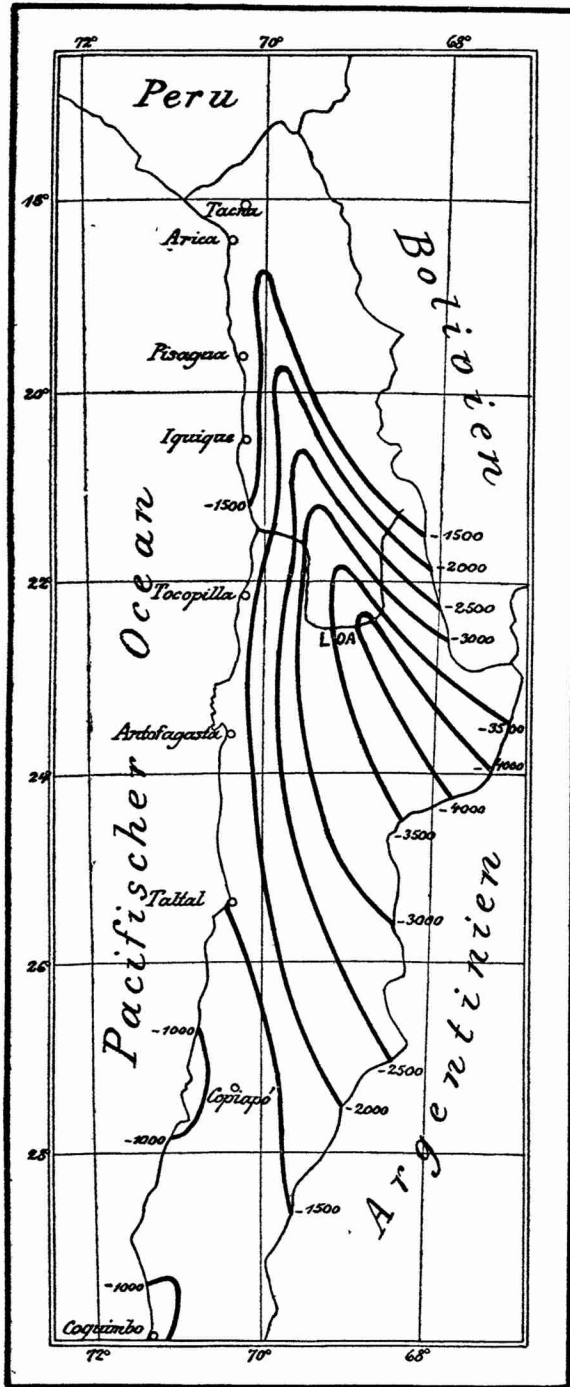 72° 70° 68°
Peru
18°
Tacna
Arica
Bolivien
Pisagua
20°
Iquique
-1500
-1500
-2000
22°
-2500
Tocopilla
-3000
LOA
Pacifischer Ocean
-3500
Antofagasta
-4000
24°
-4000
-3500
Taltal
-3000
26°
-1000
-2500
Copiapó
-2000
-1000
28°
Argentinien
-1500
-1000
Coquimbo
72° 70° 68°